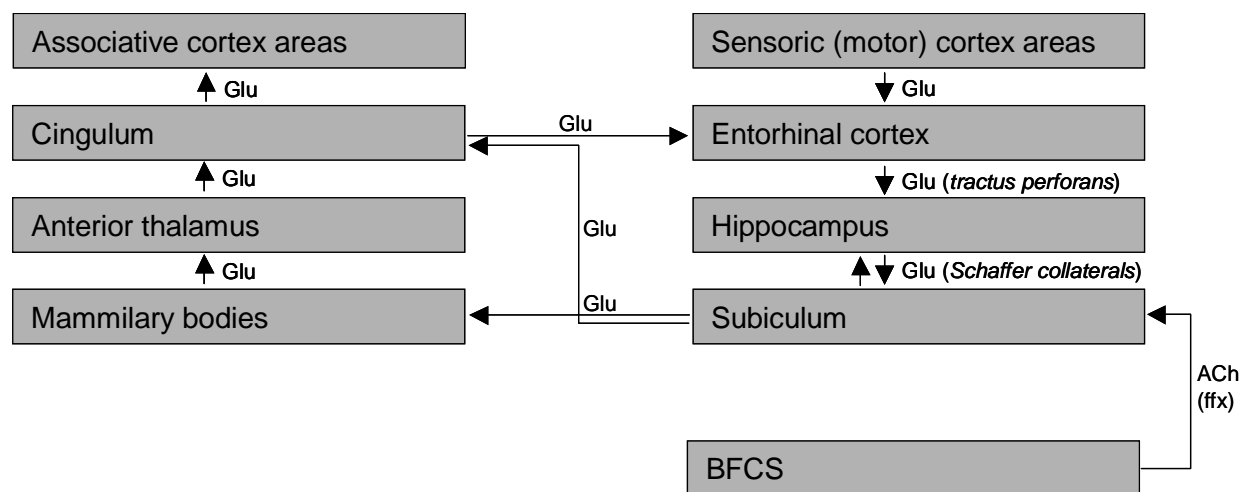 Associative cortex areas
Sensoric (motor) cortex areas
Glu
Glu
Cingulum
Glu
Entorhinal cortex
Glu
Glu (tractus perforans)
Anterior thalamus
Glu
Hippocampus
Glu
Glu (Schaffer collaterals)
Mammilary bodies
Glu
Subiculum
ACh
(ffx)
BFCS